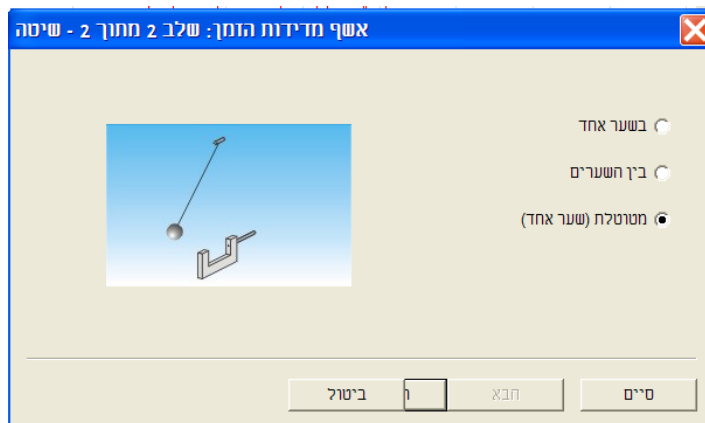 אשף מדידות הזמן: שלב 2 מתוך 2 - שיטה
בשער אחד
בין השערים
מטוטלת (שער אחד)
סיים
הבא
ביטול